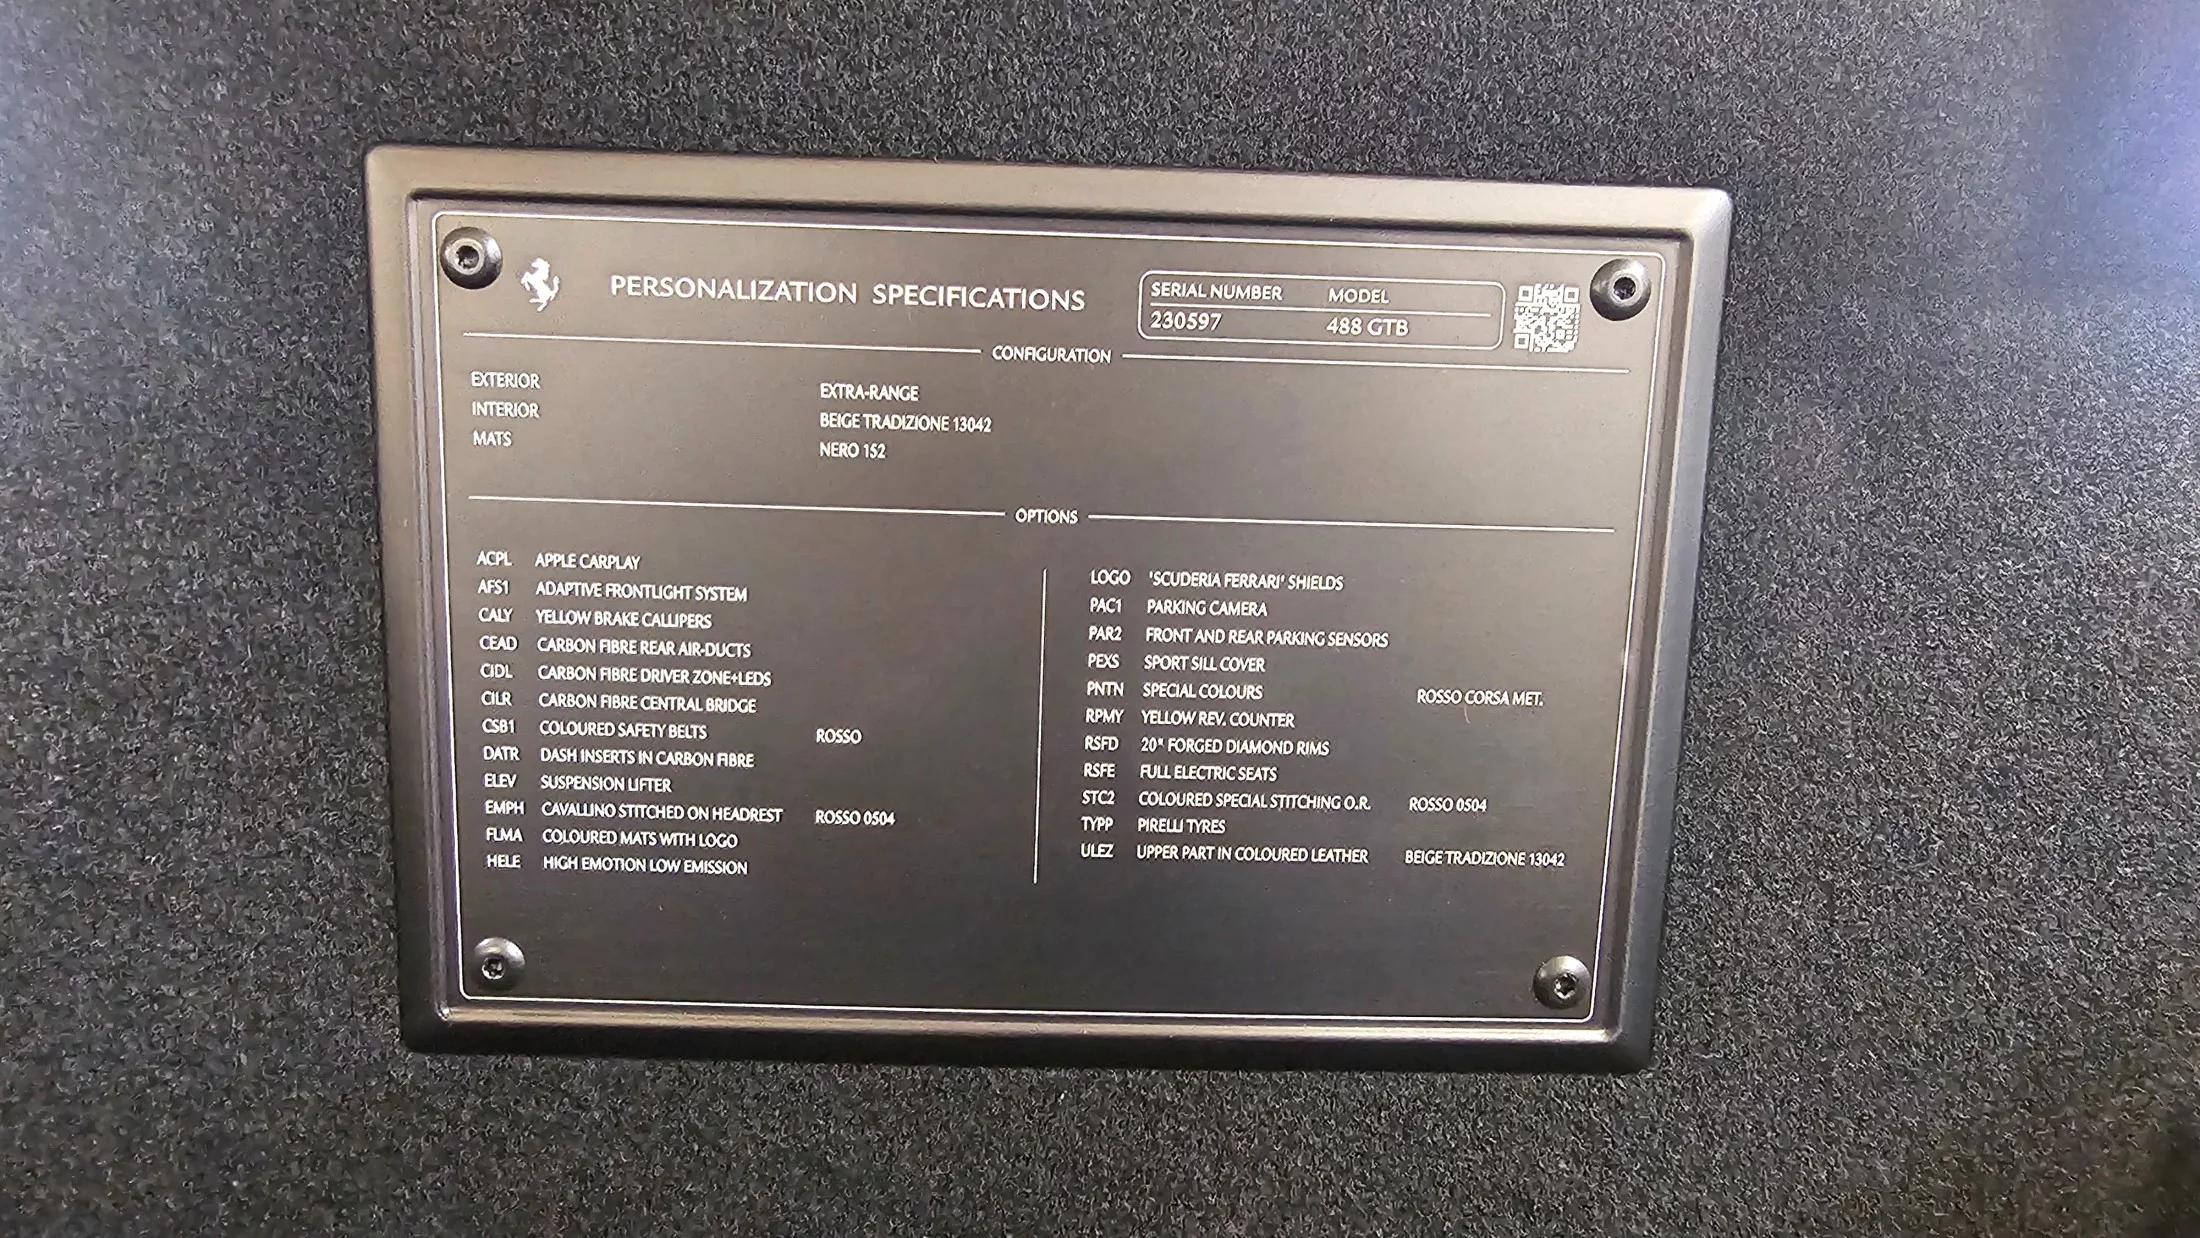 PERSONALIZATION SPECIFICATIONS
SERIAL NUMBER MODEL
230597 488 GTB
CONFIGURATION
EXTERIOR EXTRA-RANGE
INTERIOR BEIGE TRADIZIONE 13042
MATS NERO 152
OPTIONS
ACPL APPLE CARPLAY
AFS1 ADAPTIVE FRONTLIGHT SYSTEM
CALY YELLOW BRAKE CALLIPERS
CEAD CARBON FIBRE REAR AIR-DUCTS
CIDL CARBON FIBRE DRIVER ZONE+LEDS
CILR CARBON FIBRE CENTRAL BRIDGE
CSB1 COLOURED SAFETY BELTS ROSSO
DATR DASH INSERTS IN CARBON FIBRE
ELEV SUSPENSION LIFTER
EMPH CAVALLINO STITCHED ON HEADREST ROSSO 0504
FLMA COLOURED MATS WITH LOGO
HELE HIGH EMOTION LOW EMISSION
LOGO 'SCUDERIA FERRARI' SHIELDS
PAC1 PARKING CAMERA
PAR2 FRONT AND REAR PARKING SENSORS
PEXS SPORT SILL COVER
PNTN SPECIAL COLOURS ROSSO CORSA MET.
RPMY YELLOW REV. COUNTER
RSFD 20" FORGED DIAMOND RIMS
RSFE FULL ELECTRIC SEATS
STC2 COLOURED SPECIAL STITCHING O.R. ROSSO 0504
TYPP PIRELLI TYRES
ULEZ UPPER PART IN COLOURED LEATHER BEIGE TRADIZIONE 13042